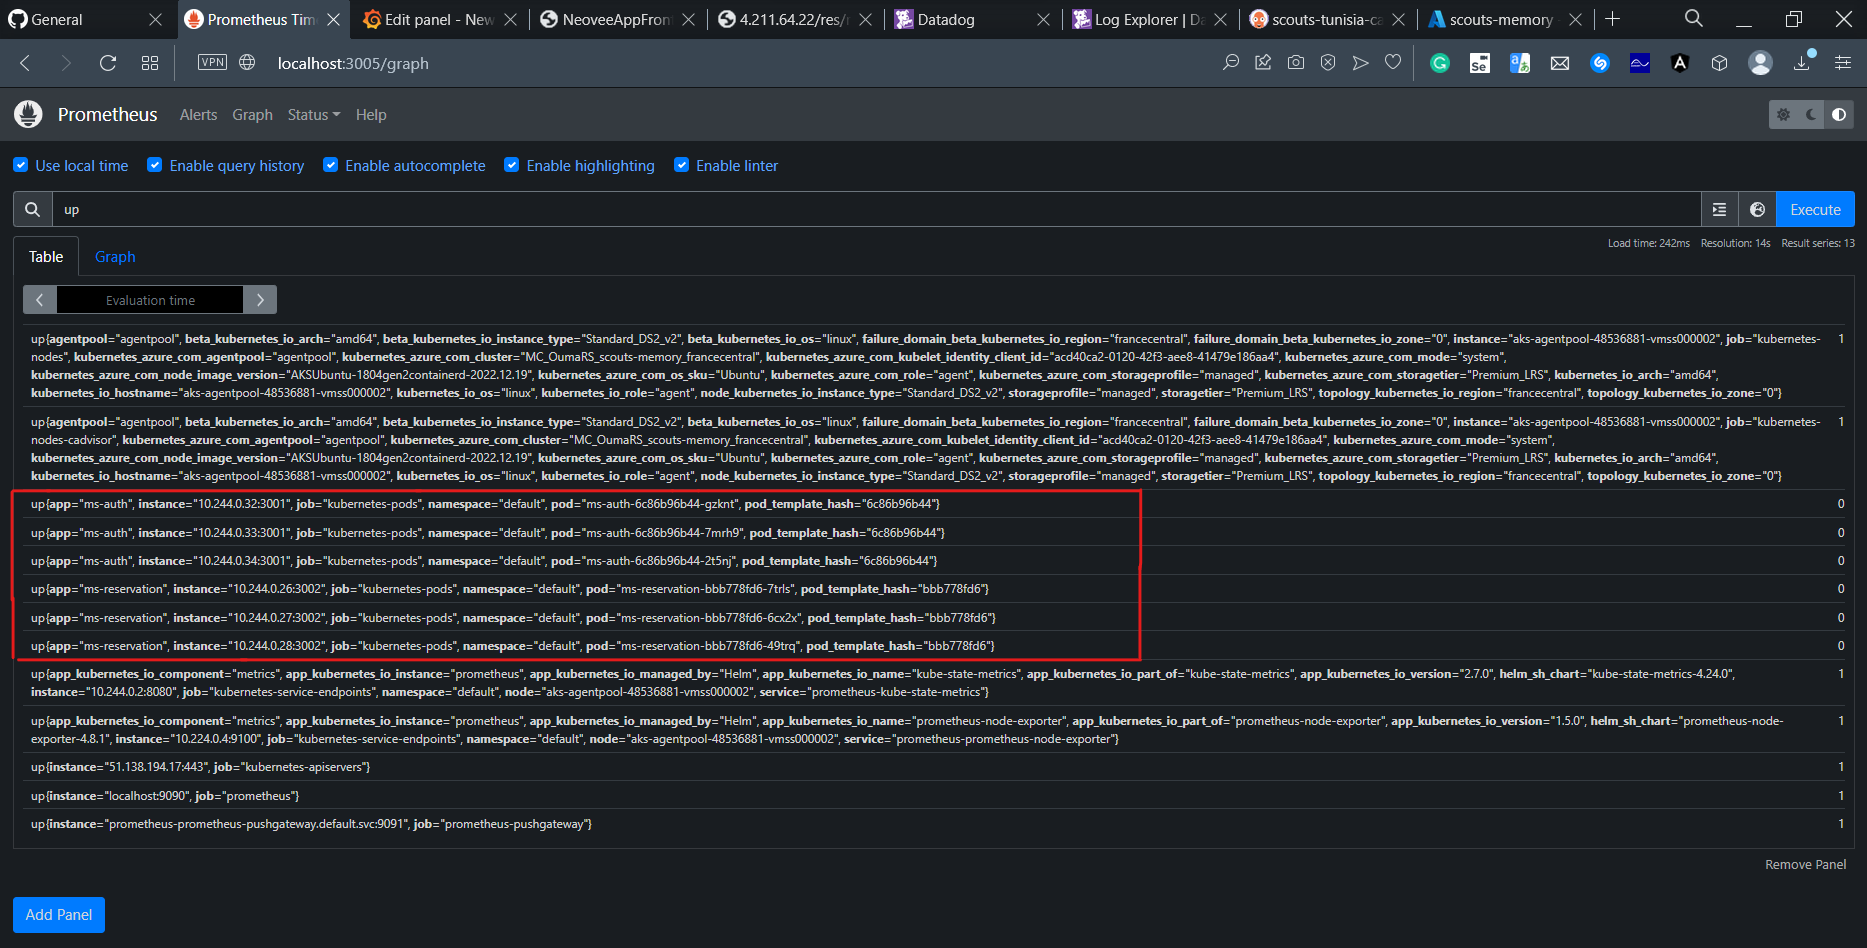 General
Prometheus Tim
Edit panel - New
NeoveeAppFron
4.211.64.22/res/r
Datadog
Log Explorer | Da
scouts-tunisia-ca
scouts-memory
VPN
localhost:3005/graph
Se
Prometheus
Alerts
Graph
Status
Help
Use local time
Enable query history
Enable autocomplete
Enable highlighting
Enable linter
up
Execute
Load time: 242ms Resolution: 14s Result series: 13
Table
Graph
Evaluation time
up{agentpool="agentpool", beta_kubernetes_io_arch="amd64", beta_kubernetes_io_instance_type="Standard_DS2_v2", beta_kubernetes_io_os="linux", failure_domain_beta_kubernetes_io_region="francecentral", failure_domain_beta_kubernetes_io_zone="0", instance="aks-agentpool-48536881-vmss000002", job="kubernetes- 1
nodes", kubernetes_azure_com_agentpool="agentpool", kubernetes_azure_com_cluster="MC_OumaRS_scouts-memory_francecentral", kubernetes_azure_com_kubelet_identity_client_id="acd40ca2-0120-42f3-aee8-41479e186aa4", kubernetes_azure_com_mode="system",
kubernetes_azure_com_node_image_version="AKSUbuntu-1804gen2containerd-2022.12.19", kubernetes_azure_com_os_sku="Ubuntu", kubernetes_azure_com_role="agent", kubernetes_azure_com_storageprofile="managed", kubernetes_azure_com_storagetier="Premium_LRS", kubernetes_io_arch="amd64",
kubernetes_io_hostname="aks-agentpool-48536881-vmss000002", kubernetes_io_os="linux", kubernetes_io_role="agent", node_kubernetes_io_instance_type="Standard_DS2_v2", storageprofile="managed", storagetier="Premium_LRS", topology_kubernetes_io_region="francecentral", topology_kubernetes_io_zone="0"}
up{agentpool="agentpool", beta_kubernetes_io_arch="amd64", beta_kubernetes_io_instance_type="Standard_DS2_v2", beta_kubernetes_io_os="linux", failure_domain_beta_kubernetes_io_region="francecentral", failure_domain_beta_kubernetes_io_zone="0", instance="aks-agentpool-48536881-vmss000002", job="kubernetes- 1
nodes-cadvisor", kubernetes_azure_com_agentpool="agentpool", kubernetes_azure_com_cluster="MC_OumaRS_scouts-memory_francecentral", kubernetes_azure_com_kubelet_identity_client_id="acd40ca2-0120-42f3-aee8-41479e186aa4", kubernetes_azure_com_mode="system",
kubernetes_azure_com_node_image_version="AKSUbuntu-1804gen2containerd-2022.12.19", kubernetes_azure_com_os_sku="Ubuntu", kubernetes_azure_com_role="agent", kubernetes_azure_com_storageprofile="managed", kubernetes_azure_com_storagetier="Premium_LRS", kubernetes_io_arch="amd64",
kubernetes_io_hostname="aks-agentpool-48536881-vmss000002", kubernetes_io_os="linux", kubernetes_io_role="agent", node_kubernetes_io_instance_type="Standard_DS2_v2", storageprofile="managed", storagetier="Premium_LRS", topology_kubernetes_io_region="francecentral", topology_kubernetes_io_zone="0"}
up{app="ms-auth", instance="10.244.0.32:3001", job="kubernetes-pods", namespace="default", pod="ms-auth-6c86b96b44-gzknt", pod_template_hash="6c86b96b44"} 0
up{app="ms-auth", instance="10.244.0.33:3001", job="kubernetes-pods", namespace="default", pod="ms-auth-6c86b96b44-7mrh9", pod_template_hash="6c86b96b44"} 0
up{app="ms-auth", instance="10.244.0.34:3001", job="kubernetes-pods", namespace="default", pod="ms-auth-6c86b96b44-2t5nj", pod_template_hash="6c86b96b44"} 0
up{app="ms-reservation", instance="10.244.0.26:3002", job="kubernetes-pods", namespace="default", pod="ms-reservation-bbb778fd6-7trls", pod_template_hash="bbb778fd6"} 0
up{app="ms-reservation", instance="10.244.0.27:3002", job="kubernetes-pods", namespace="default", pod="ms-reservation-bbb778fd6-6cx2x", pod_template_hash="bbb778fd6"} 0
up{app="ms-reservation", instance="10.244.0.28:3002", job="kubernetes-pods", namespace="default", pod="ms-reservation-bbb778fd6-49trq", pod_template_hash="bbb778fd6"} 0
up{app_kubernetes_io_component="metrics", app_kubernetes_io_instance="prometheus", app_kubernetes_io_managed_by="Helm", app_kubernetes_io_name="kube-state-metrics", app_kubernetes_io_part_of="kube-state-metrics", app_kubernetes_io_version="2.7.0", helm_sh_chart="kube-state-metrics-4.24.0", 1
instance="10.244.0.2:8080", job="kubernetes-service-endpoints", namespace="default", node="aks-agentpool-48536881-vmss000002", service="prometheus-kube-state-metrics"}
up{app_kubernetes_io_component="metrics", app_kubernetes_io_instance="prometheus", app_kubernetes_io_managed_by="Helm", app_kubernetes_io_name="prometheus-node-exporter", app_kubernetes_io_part_of="prometheus-node-exporter", app_kubernetes_io_version="1.5.0", helm_sh_chart="prometheus-node- 1
exporter-4.8.1", instance="10.224.0.4:9100", job="kubernetes-service-endpoints", namespace="default", node="aks-agentpool-48536881-vmss000002", service="prometheus-prometheus-node-exporter"}
up{instance="51.138.194.17:443", job="kubernetes-apiservers"} 1
up{instance="localhost:9090", job="prometheus"} 1
up{instance="prometheus-prometheus-pushgateway.default.svc:9091", job="prometheus-pushgateway"} 1
Remove Panel
Add Panel